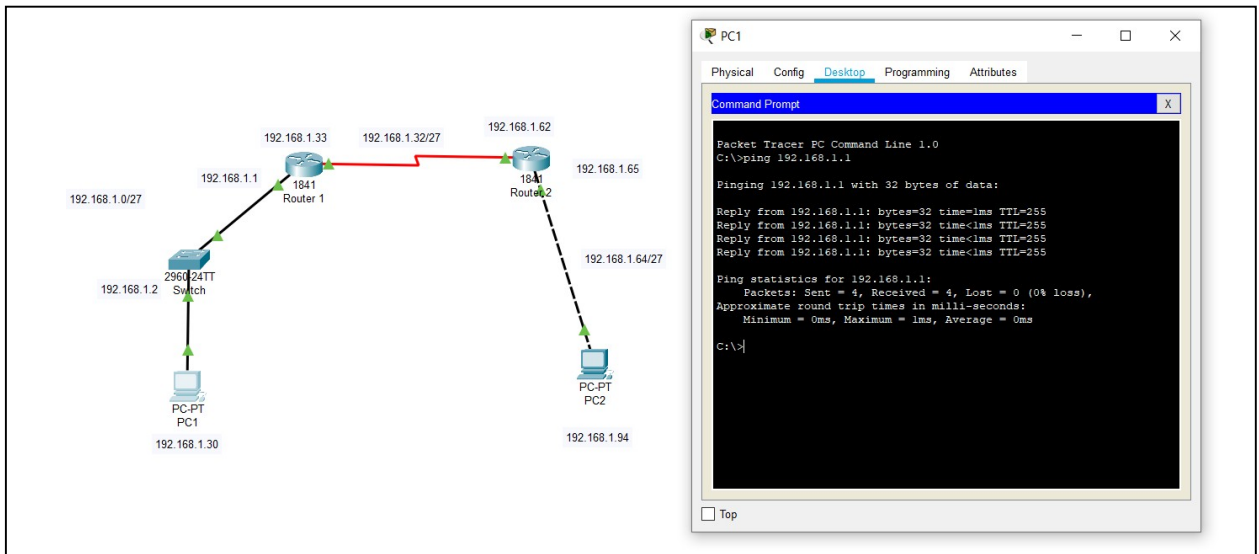 192.168.1.33
192.168.1.32/27
192.168.1.62
192.168.1.65
192.168.1.1
1841
Router 1
1841
Router 2
192.168.1.0/27
192.168.1.64/27
2960-24TT
Switch
192.168.1.2
PC-PT
PC1
192.168.1.30
PC-PT
PC2
192.168.1.94
PC1
Physical Config Desktop Programming Attributes
Command Prompt X
Packet Tracer PC Command Line 1.0
C:\>ping 192.168.1.1
Pinging 192.168.1.1 with 32 bytes of data:
Reply from 192.168.1.1: bytes=32 time=1ms TTL=255
Reply from 192.168.1.1: bytes=32 time<1ms TTL=255
Reply from 192.168.1.1: bytes=32 time<1ms TTL=255
Reply from 192.168.1.1: bytes=32 time<1ms TTL=255
Ping statistics for 192.168.1.1:
Packets: Sent = 4, Received = 4, Lost = 0 (0% loss),
Approximate round trip times in milli-seconds:
Minimum = 0ms, Maximum = 1ms, Average = 0ms
C:\>
Top